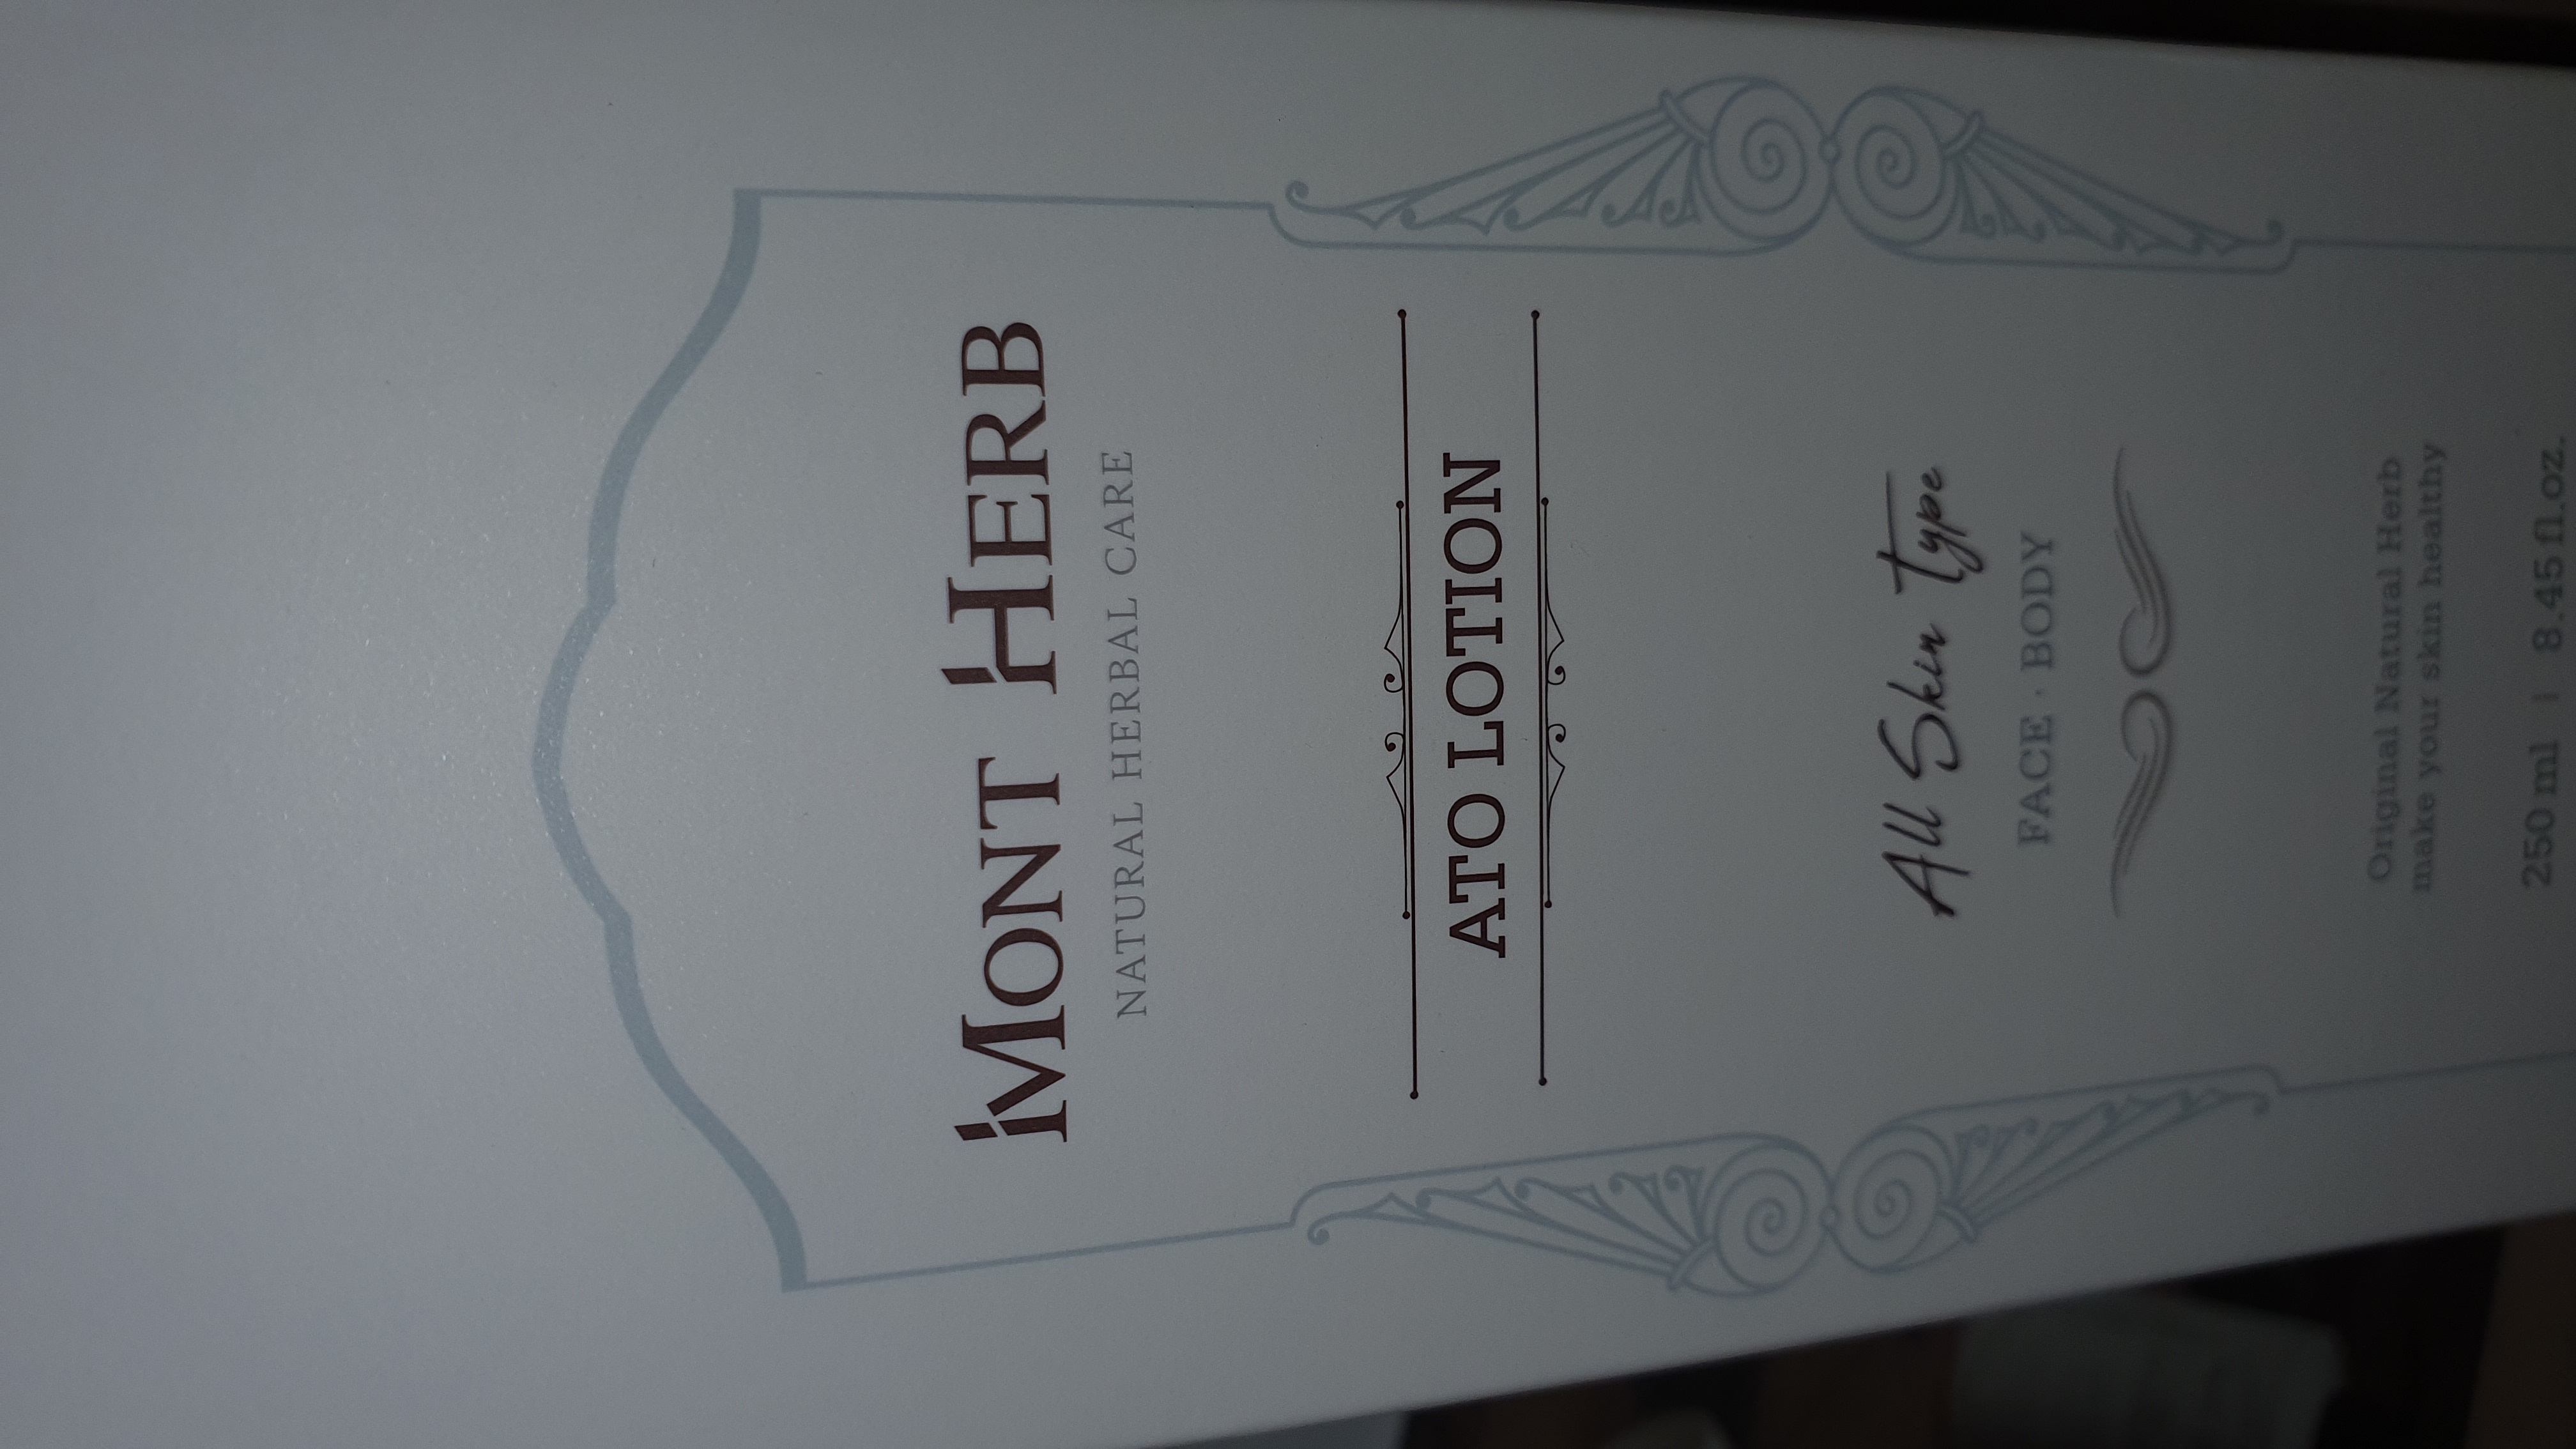 MONT HERB
NATURAL HERBAL CARE
ATO LOTION
All Skin Type
FACE · BODY
Original Natural Herb
make your skin healthy
250 ml | 8.45 fl.oz.